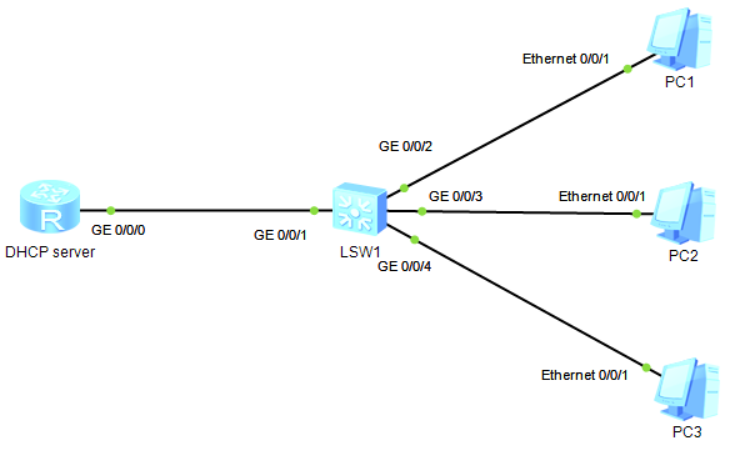 Ethernet 0/0/1
PC1
GE 0/0/2
R
GE 0/0/0
DHCP server
GE 0/0/1
LSW1
GE 0/0/3
Ethernet 0/0/1
PC2
GE 0/0/4
Ethernet 0/0/1
PC3